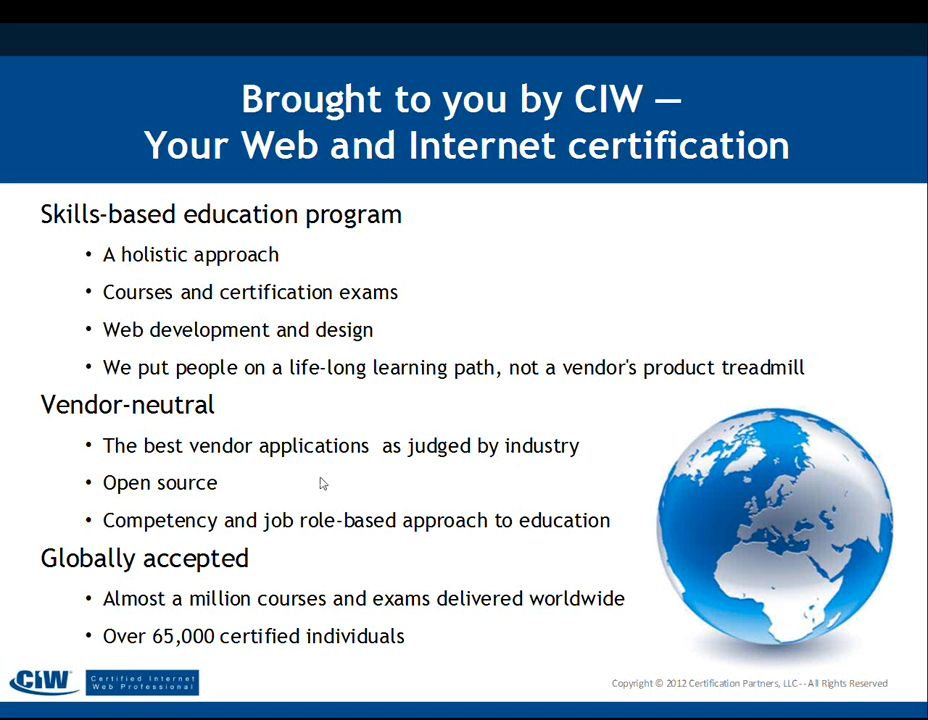 Brought to you by CIW —
Your Web and Internet certification
Skills-based education program
• A holistic approach
• Courses and certification exams
• Web development and design
• We put people on a life-long learning path, not a vendor's product treadmill
Vendor-neutral
• The best vendor applications  as judged by industry
• Open source
• Competency and job role-based approach to education
Globally accepted
• Almost a million courses and exams delivered worldwide
• Over 65,000 certified individuals
CIW®
Certified Internet
Web Professional
Copyright © 2012 Certification Partners, LLC -- All Rights Reserved